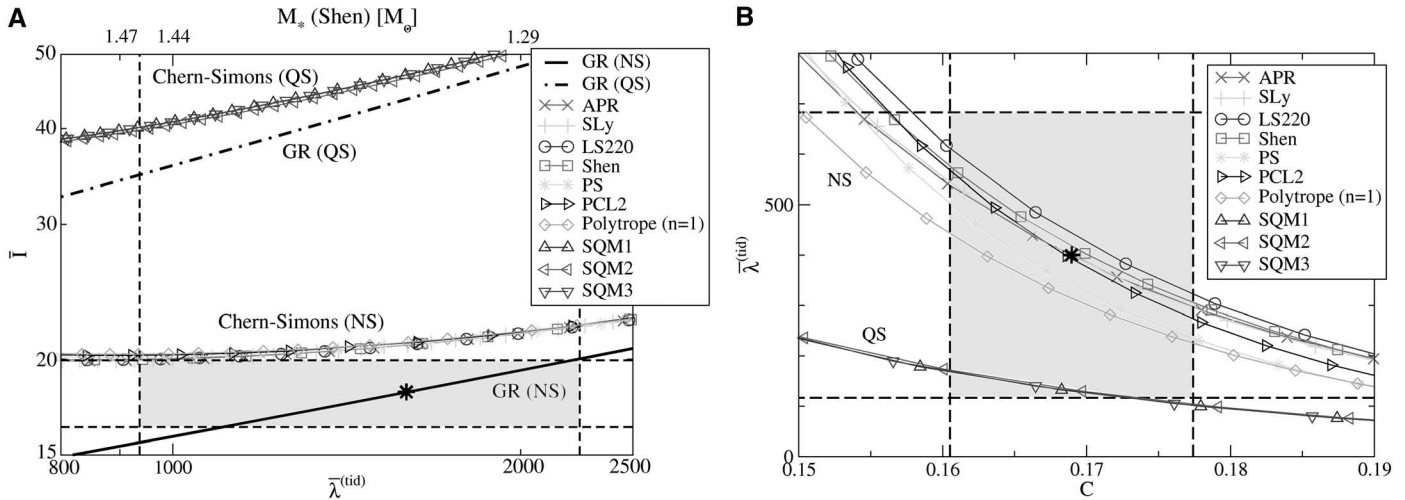 A
M* (Shen) [M⊙]
1.47
1.44
1.29
50
40
30
20
15
Ī
Chern-Simons (QS)
GR (QS)
Chern-Simons (NS)
GR (NS)
GR (NS)
GR (QS)
APR
SLy
LS220
Shen
PS
PCL2
Polytrope (n=1)
SQM1
SQM2
SQM3
800
1000
2000
2500
λ̄(tid)
B
λ̄(tid)
500
0
NS
QS
APR
SLy
LS220
Shen
PS
PCL2
Polytrope (n=1)
SQM1
SQM2
SQM3
0.15
0.16
0.17
0.18
0.19
C